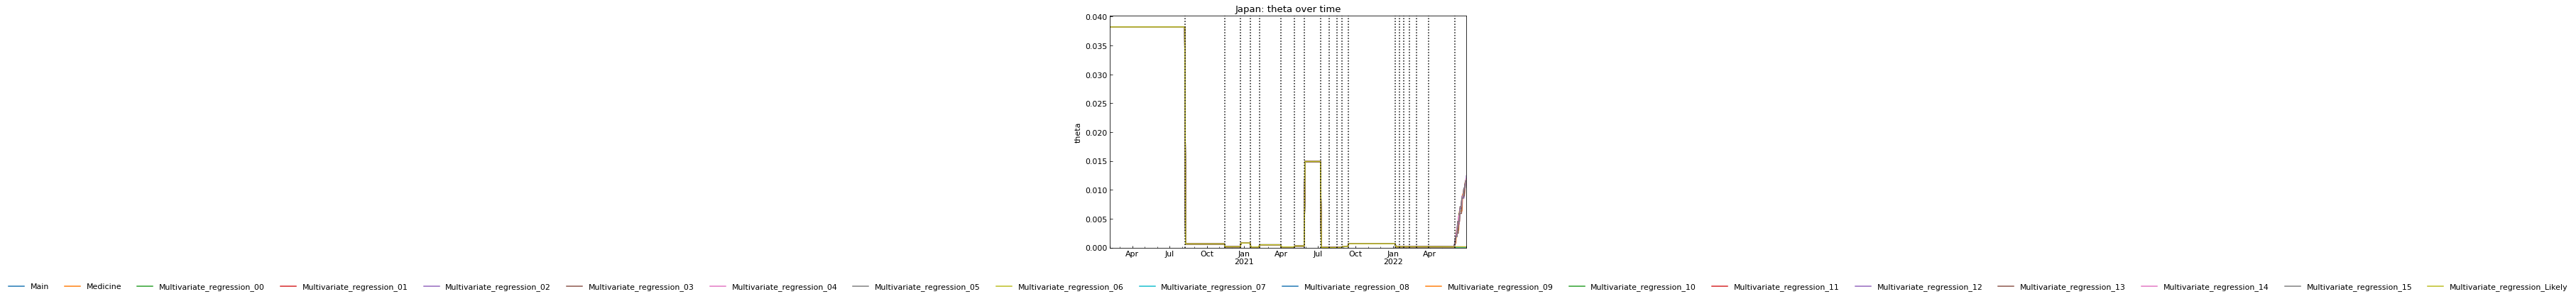 Japan: theta over time
0.040
0.035
0.030
0.025
0.020
0.015
0.010
0.005
0.000
theta
Apr Jul Oct Jan Apr Jul Oct Jan Apr
2021 2022
Main Medicine Multivariate_regression_00 Multivariate_regression_01 Multivariate_regression_02 Multivariate_regression_03 Multivariate_regression_04 Multivariate_regression_05 Multivariate_regression_06 Multivariate_regression_07 Multivariate_regression_08 Multivariate_regression_09 Multivariate_regression_10 Multivariate_regression_11 Multivariate_regression_12 Multivariate_regression_13 Multivariate_regression_14 Multivariate_regression_15 Multivariate_regression_Likely